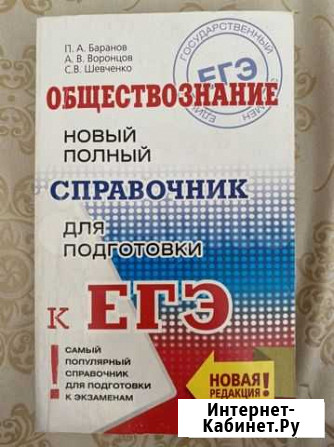 П. А. Баранов
А. В. Воронцов
С.В. Шевченко
ГОСУДАРСТВЕННЫЙ
ЕГЭ
ОБЩЕСТВОЗНАНИЕ
НОВЫЙ
ПОЛНЫЙ
СПРАВОЧНИК
ДЛЯ
ПОДГОТОВКИ
К ЕГЭ
! САМЫЙ
ПОПУЛЯРНЫЙ
СПРАВОЧНИК
ДЛЯ ПОДГОТОВКИ
К ЭКЗАМЕНАМ
НОВАЯ
РЕДАКЦИЯ!
Интернет-
Кабинет.Ру